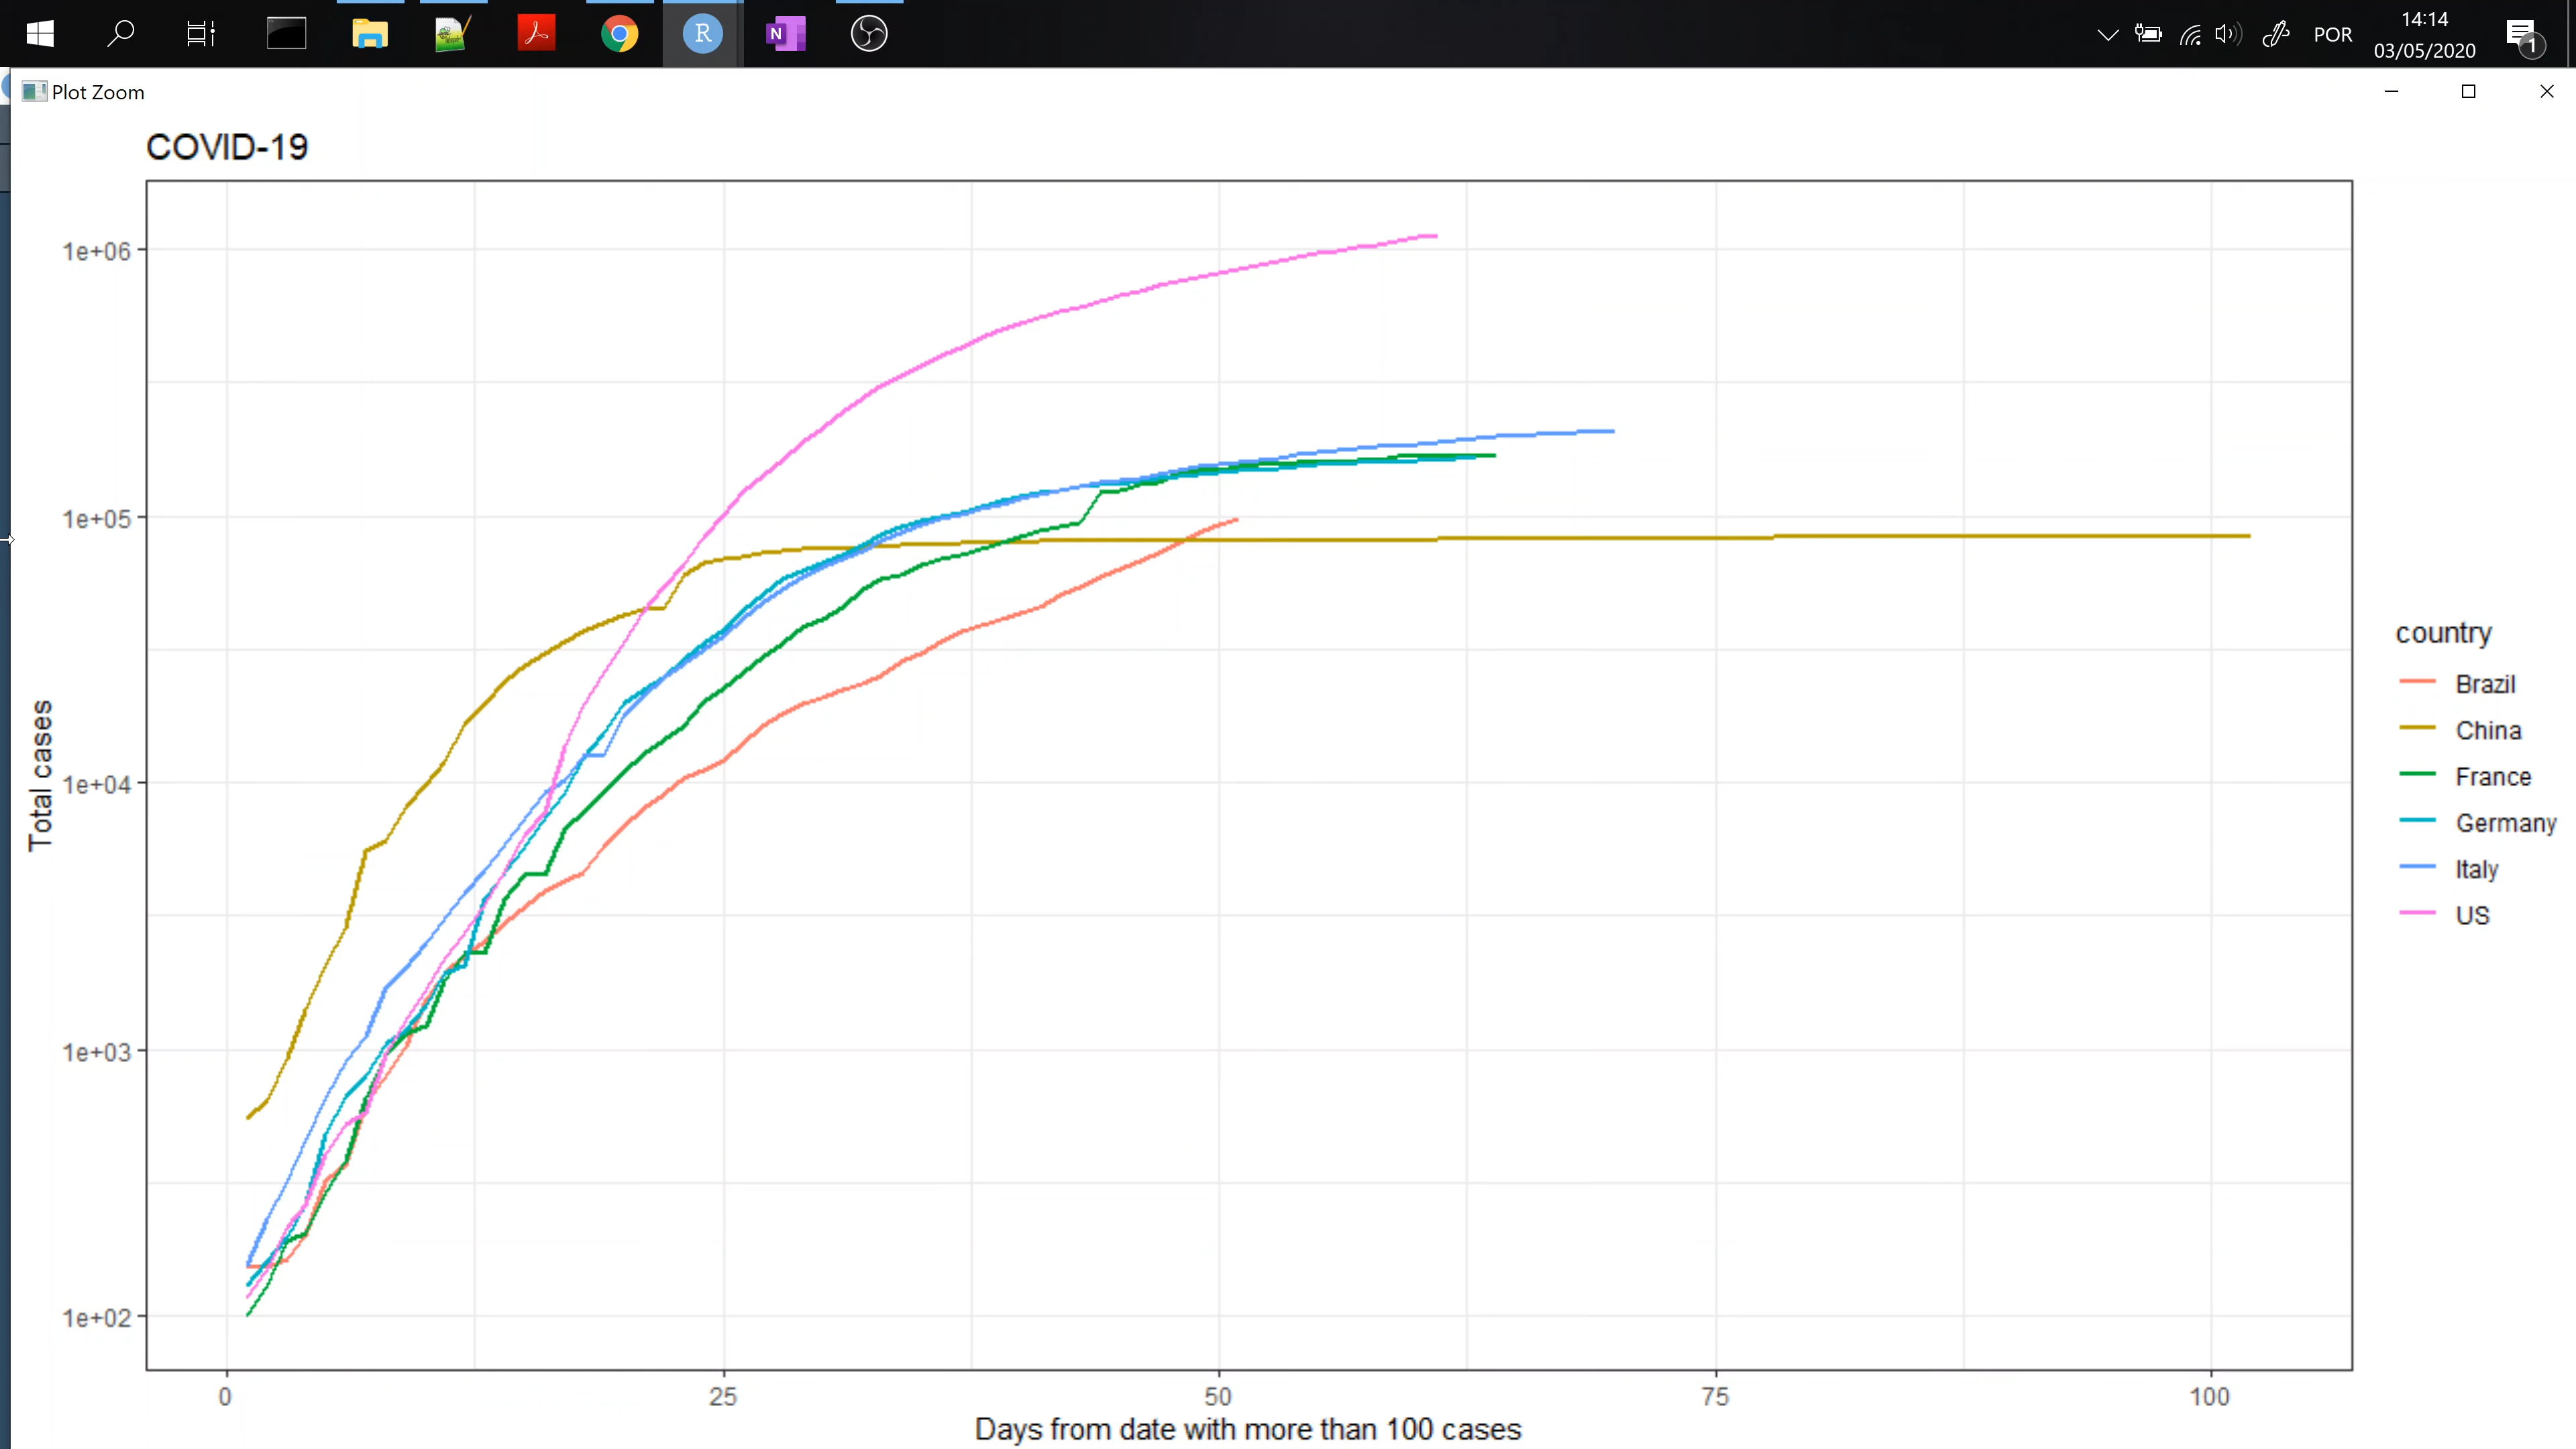 14:14
POR
03/05/2020
1
R
N
Plot Zoom
COVID-19
1e+06
1e+05
1e+04
1e+03
1e+02
Total cases
0 25 50 75 100
Days from date with more than 100 cases
country
Brazil
China
France
Germany
Italy
US